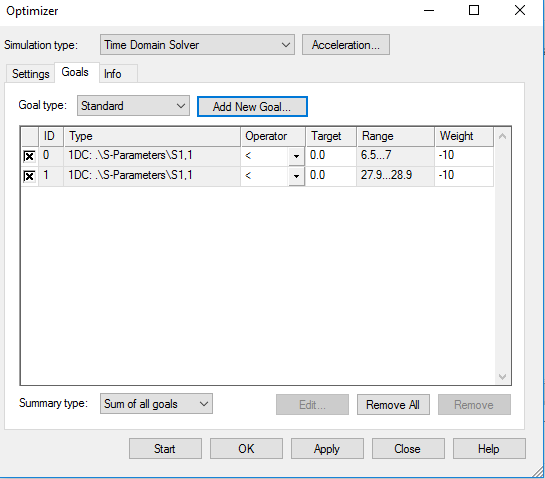 Optimizer
Simulation type: Time Domain Solver Acceleration...
Settings Goals Info
Goal type: Standard Add New Goal...
ID Type Operator Target Range Weight
0 1DC: .\S-Parameters\S1,1 < 0.0 6.5...7 -10
1 1DC: .\S-Parameters\S1,1 < 0.0 27.9...28.9 -10
Summary type: Sum of all goals Edit... Remove All Remove
Start OK Apply Close Help